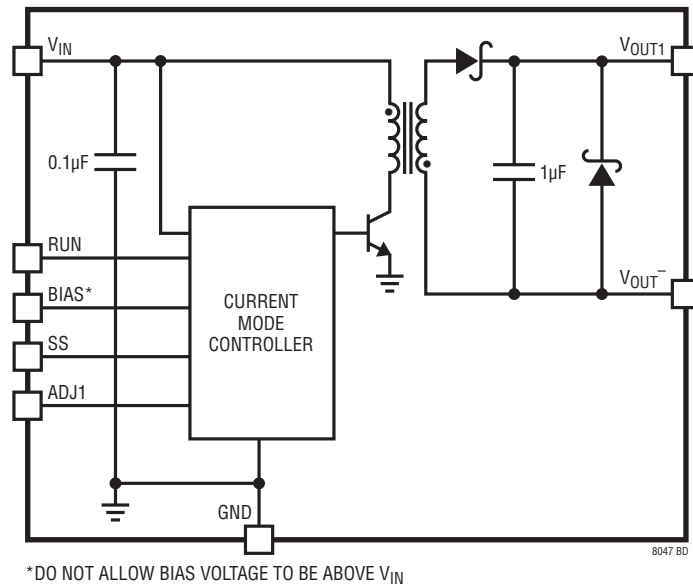 VIN
VOUT1
0.1µF
1µF
RUN
BIAS*
VOUT–
SS
CURRENT
MODE
CONTROLLER
ADJ1
GND
8047 BD
*DO NOT ALLOW BIAS VOLTAGE TO BE ABOVE VIN